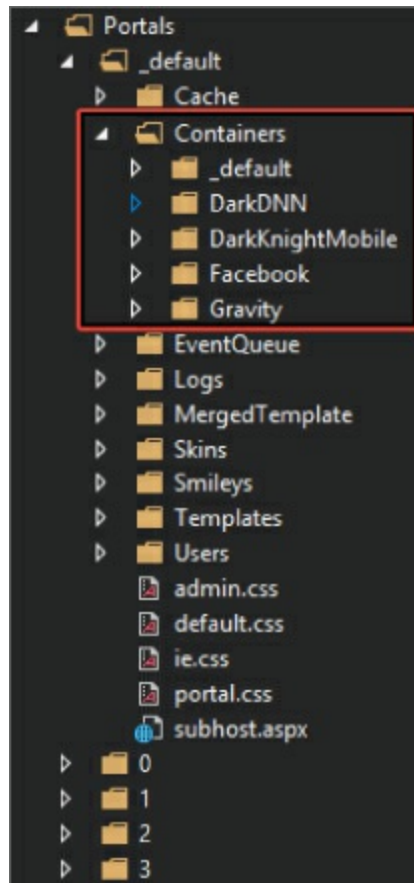 Portals
_default
Cache
Containers
_default
DarkDNN
DarkKnightMobile
Facebook
Gravity
EventQueue
Logs
MergedTemplate
Skins
Smileys
Templates
Users
admin.css
default.css
ie.css
portal.css
subhost.aspx
0
1
2
3